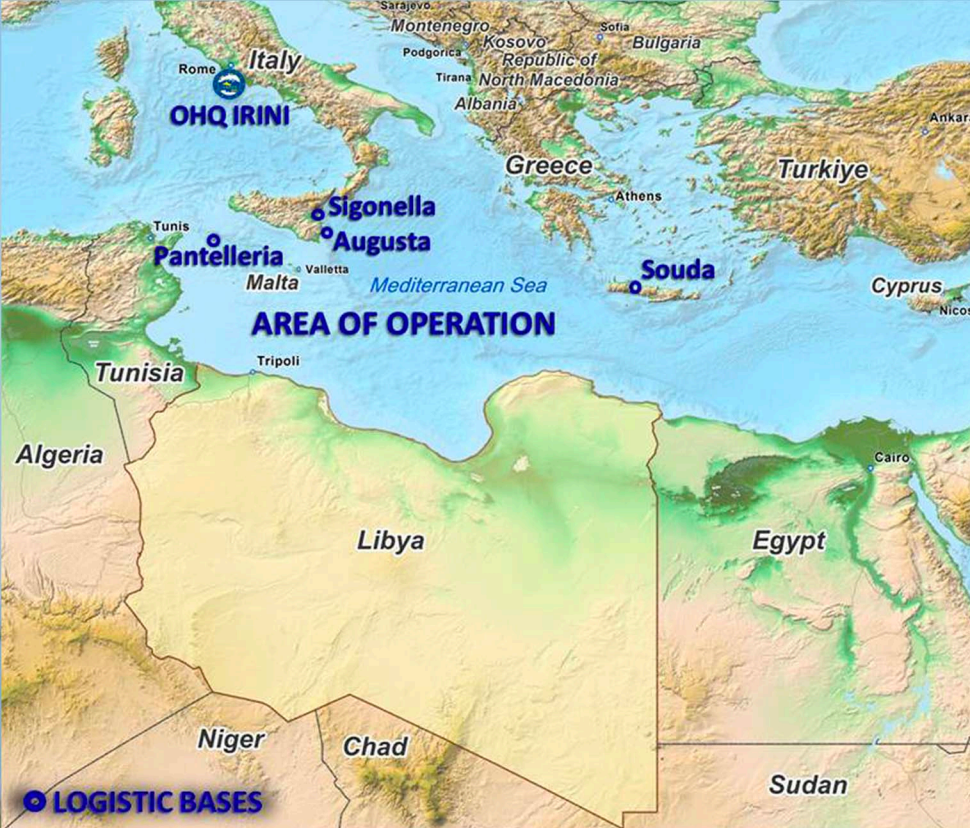 Sarajevo
Montenegro
Sofia
Kosovo
Bulgaria
Podgorica
Republic of
North Macedonia
Tirana
Albania
Rome
Italy
OHQ IRINI
Ankar
Greece
Turkiye
Athens
Sigonella
Augusta
Tunis
Pantelleria
Valletta
Malta
Mediterranean Sea
Souda
Cyprus
Nicos
AREA OF OPERATION
Tripoli
Tunisia
Algeria
Cairo
Libya
Egypt
Niger
Chad
Sudan
LOGISTIC BASES